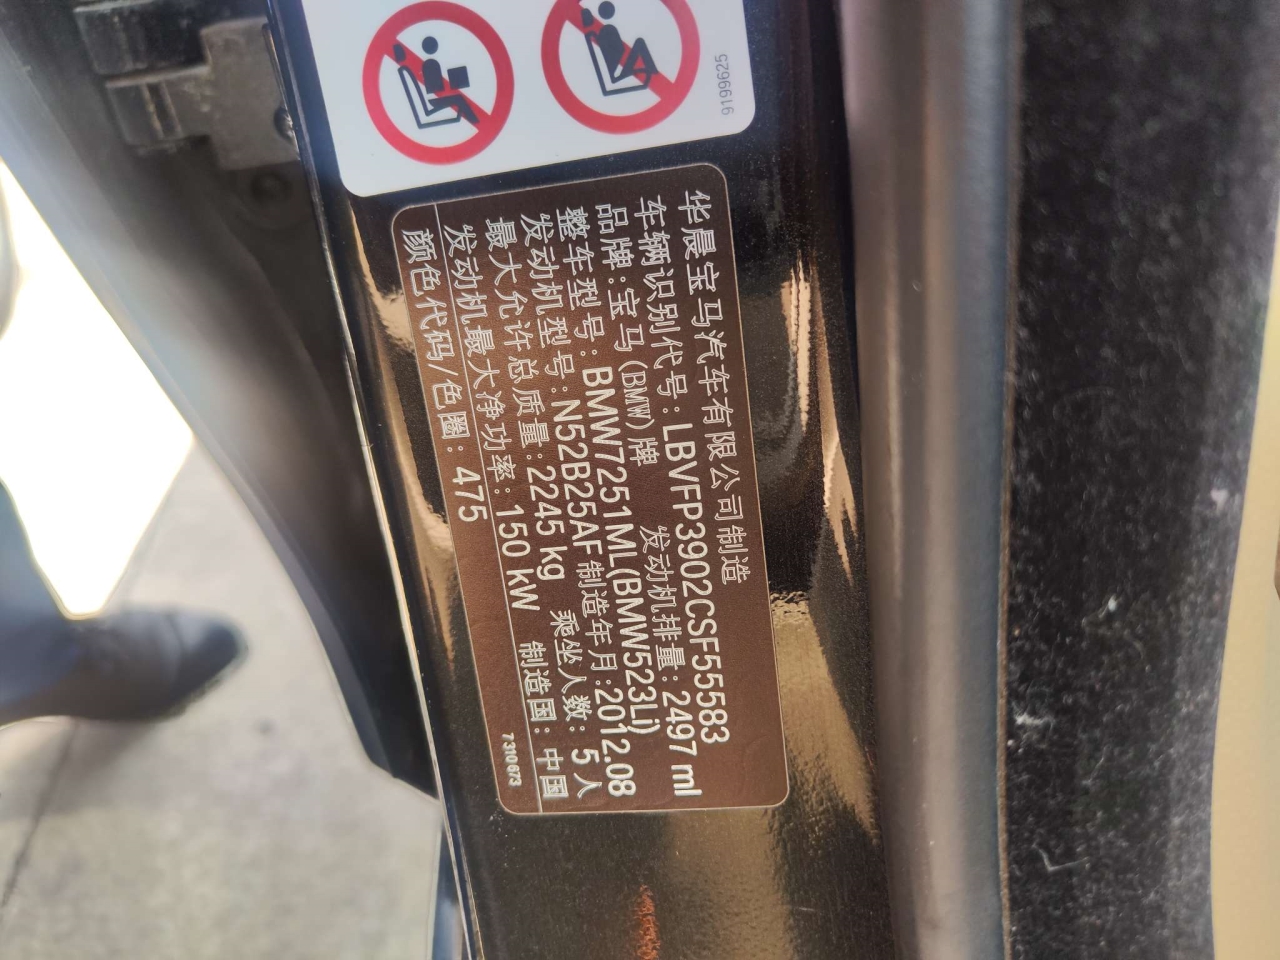 9199625
华晨宝马汽车有限公司制造
车辆识别代号:LBVFP3902CSF55583
品牌:宝马(BMW)牌 发动机排量:2497 ml
整车型号:BMW7251ML(BMW523Li)
发动机型号:N52B25AF 制造年月:2012.08
最大允许总质量:2245 kg 乘坐人数:5人
发动机最大净功率:150 kW 制造国:中国
颜色代码/色圈:475 7 310 673